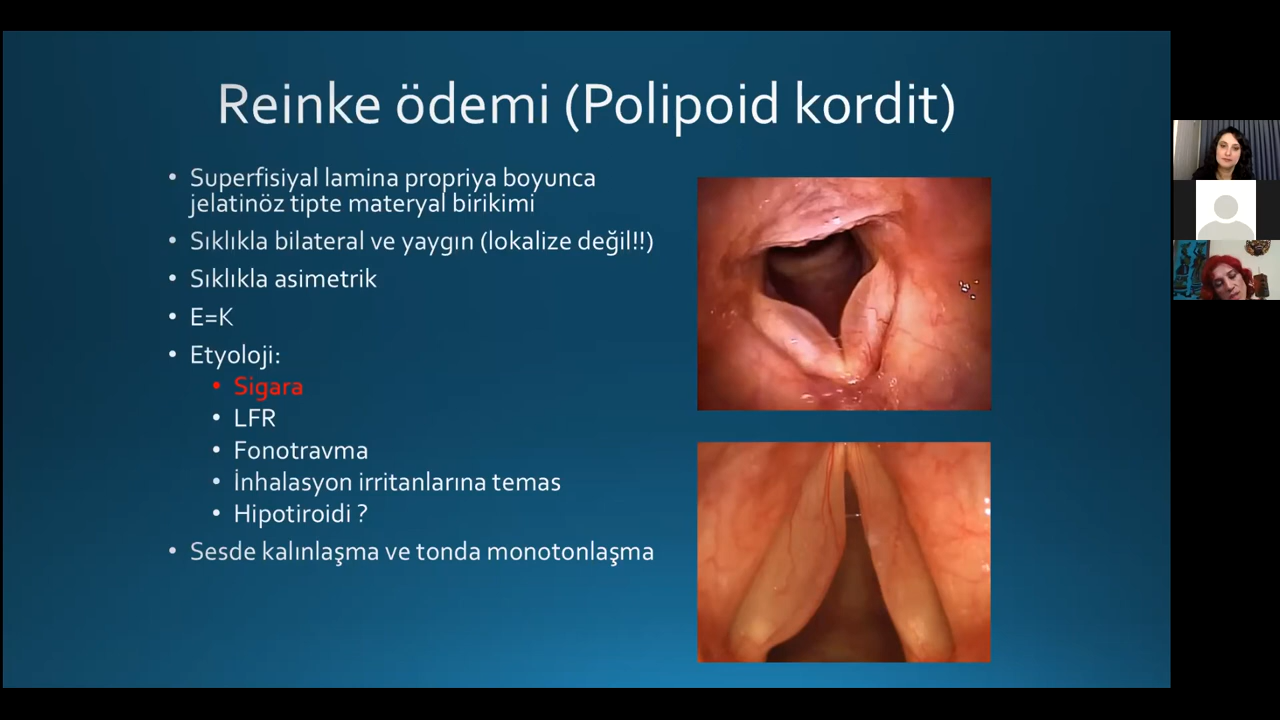 Reinke ödemi (Polipoid kordit)
• Superfisiyal lamina propriya boyunca
jelatinöz tipte materyal birikimi
• Sıklıkla bilateral ve yaygın (lokalize değil!!)
• Sıklıkla asimetrik
• E=K
• Etyoloji:
• Sigara
• LFR
• Fonotravma
• İnhalasyon irritanlarına temas
• Hipotiroidi ?
• Sesde kalınlaşma ve tonda monotonlaşma